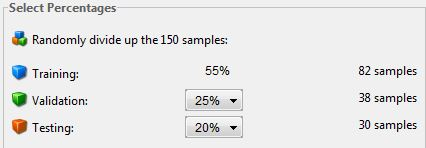 Select Percentages
Randomly divide up the 150 samples:
Training: 55% 82 samples
Validation: 25% 38 samples
Testing: 20% 30 samples